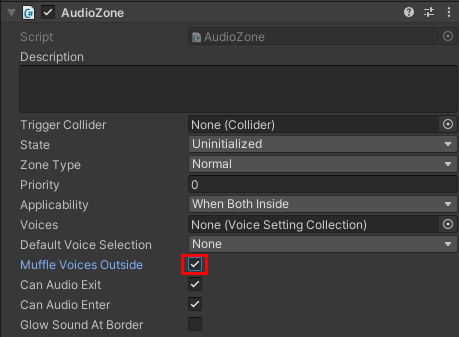 AudioZone
Script AudioZone
Description
Trigger Collider None (Collider)
State Uninitialized
Zone Type Normal
Priority 0
Applicability When Both Inside
Voices None (Voice Setting Collection)
Default Voice Selection None
Muffle Voices Outside
Can Audio Exit
Can Audio Enter
Glow Sound At Border